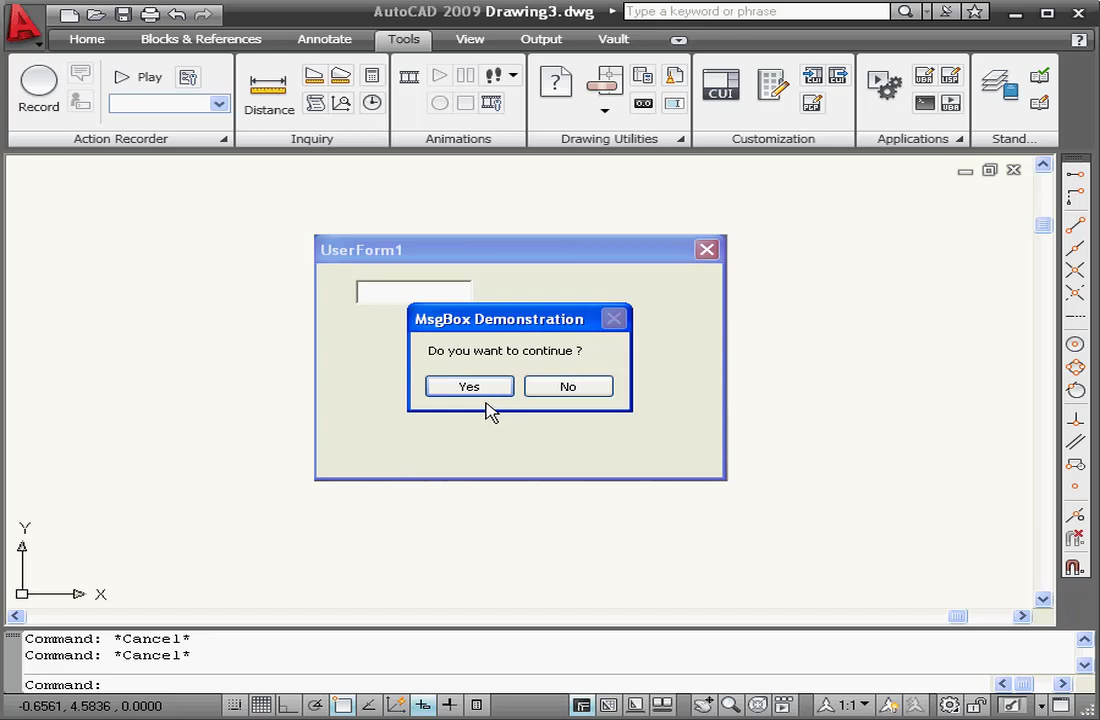 AutoCAD 2009 Drawing3.dwg
Type a keyword or phrase
Home Blocks & References Annotate Tools View Output Vault
Record
Play
Distance
CUI
Action Recorder Inquiry Animations Drawing Utilities Customization Applications Stand...
UserForm1
MsgBox Demonstration
Do you want to continue ?
Yes No
Y
X
Command: *Cancel*
Command: *Cancel*
Command:
-0.6561, 4.5836 , 0.0000
1:1